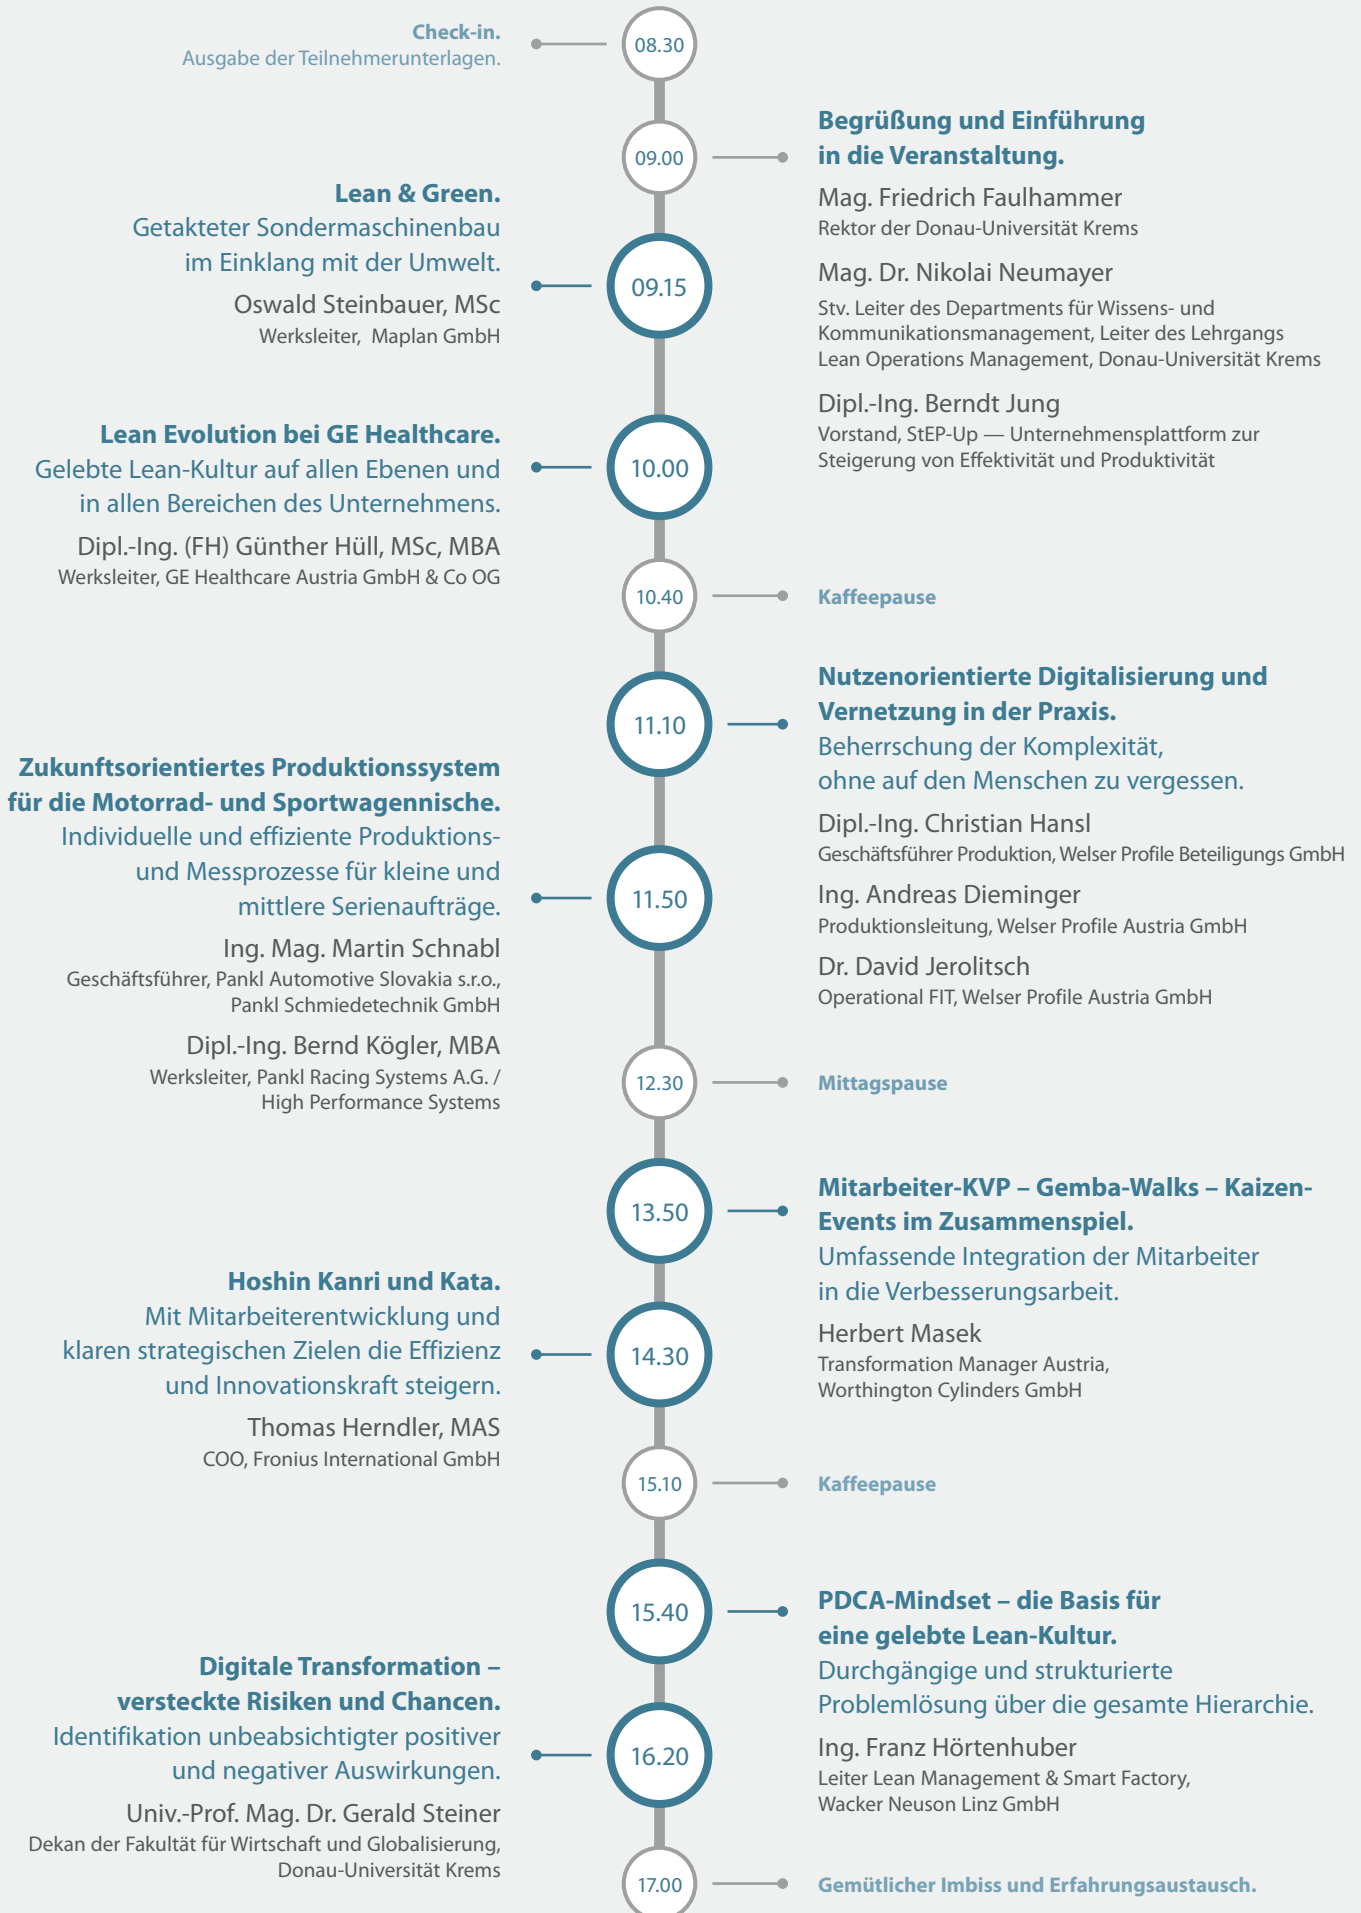 08.30
Check-in.
Ausgabe der Teilnehmerunterlagen.
09.00
Begrüßung und Einführung
in die Veranstaltung.
Mag. Friedrich Faulhammer
Rektor der Donau-Universität Krems
Mag. Dr. Nikolai Neumayer
Stv. Leiter des Departments für Wissens- und
Kommunikationsmanagement, Leiter des Lehrgangs
Lean Operations Management, Donau-Universität Krems
Dipl.-Ing. Berndt Jung
Vorstand, StEP-Up — Unternehmensplattform zur
Steigerung von Effektivität und Produktivität
09.15
Lean & Green.
Getakteter Sondermaschinenbau
im Einklang mit der Umwelt.
Oswald Steinbauer, MSc
Werksleiter, Maplan GmbH
10.00
Lean Evolution bei GE Healthcare.
Gelebte Lean-Kultur auf allen Ebenen und
in allen Bereichen des Unternehmens.
Dipl.-Ing. (FH) Günther Hüll, MSc, MBA
Werksleiter, GE Healthcare Austria GmbH & Co OG
10.40
Kaffeepause
11.10
Nutzenorientierte Digitalisierung und
Vernetzung in der Praxis.
Beherrschung der Komplexität,
ohne auf den Menschen zu vergessen.
Dipl.-Ing. Christian Hansl
Geschäftsführer Produktion, Welser Profile Beteiligungs GmbH
Ing. Andreas Dieminger
Produktionsleitung, Welser Profile Austria GmbH
Dr. David Jerolitsch
Operational FIT, Welser Profile Austria GmbH
11.50
Zukunftsorientiertes Produktionssystem
für die Motorrad- und Sportwagennische.
Individuelle und effiziente Produktions-
und Messprozesse für kleine und
mittlere Serienaufträge.
Ing. Mag. Martin Schnabl
Geschäftsführer, Pankl Automotive Slovakia s.r.o.,
Pankl Schmiedetechnik GmbH
Dipl.-Ing. Bernd Kögler, MBA
Werksleiter, Pankl Racing Systems A.G. /
High Performance Systems
12.30
Mittagspause
13.50
Mitarbeiter-KVP – Gemba-Walks – Kaizen-
Events im Zusammenspiel.
Umfassende Integration der Mitarbeiter
in die Verbesserungsarbeit.
Herbert Masek
Transformation Manager Austria,
Worthington Cylinders GmbH
14.30
Hoshin Kanri und Kata.
Mit Mitarbeiterentwicklung und
klaren strategischen Zielen die Effizienz
und Innovationskraft steigern.
Thomas Herndler, MAS
COO, Fronius International GmbH
15.10
Kaffeepause
15.40
PDCA-Mindset – die Basis für
eine gelebte Lean-Kultur.
Durchgängige und strukturierte
Problemlösung über die gesamte Hierarchie.
Ing. Franz Hörtenhuber
Leiter Lean Management & Smart Factory,
Wacker Neuson Linz GmbH
16.20
Digitale Transformation –
versteckte Risiken und Chancen.
Identifikation unbeabsichtigter positiver
und negativer Auswirkungen.
Univ.-Prof. Mag. Dr. Gerald Steiner
Dekan der Fakultät für Wirtschaft und Globalisierung,
Donau-Universität Krems
17.00
Gemütlicher Imbiss und Erfahrungsaustausch.